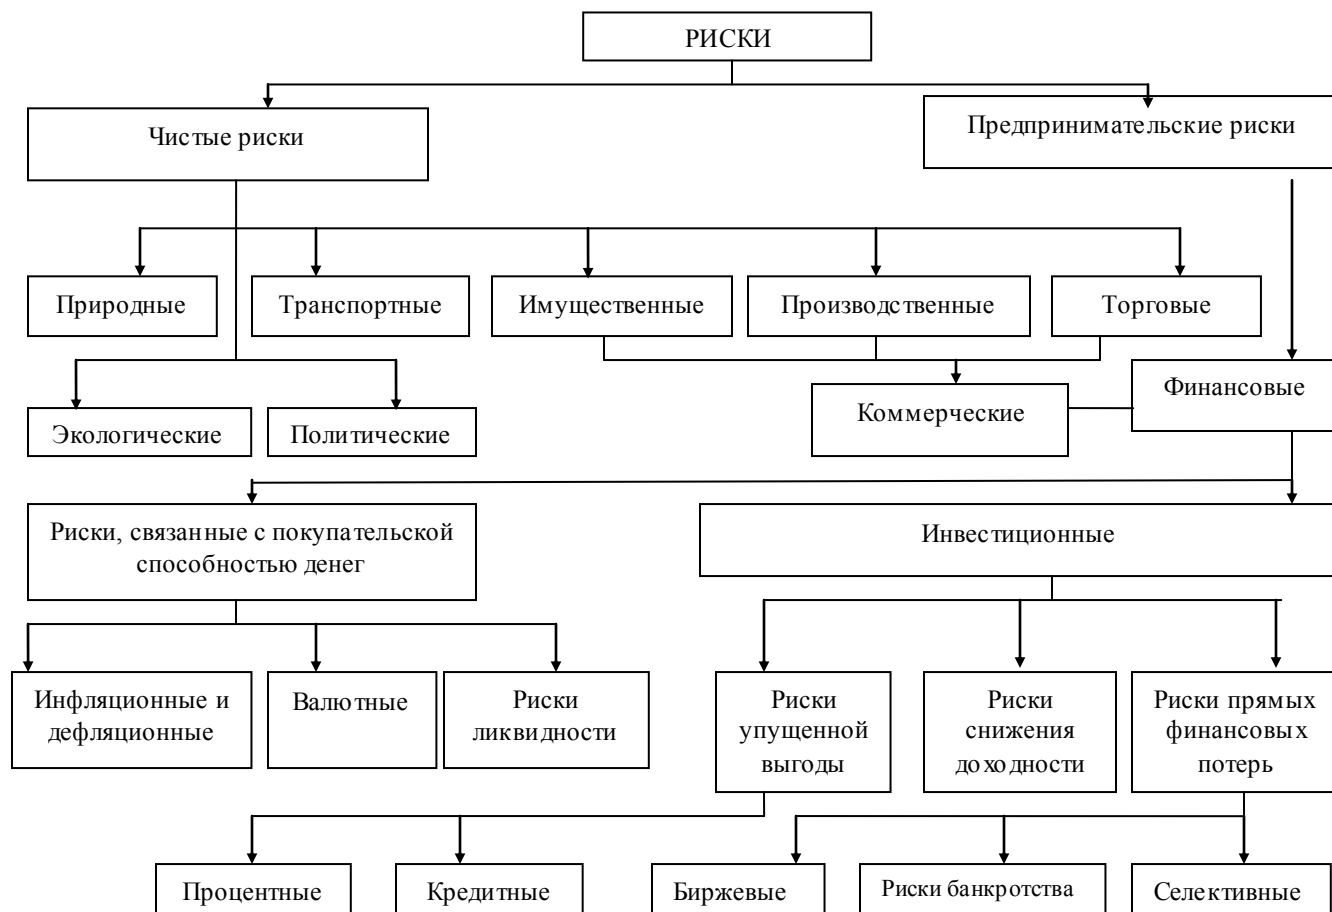 РИСКИ
Чистые риски
Предпринимательские риски
Природные
Транспортные
Имущественные
Производственные
Торговые
Экологические
Политические
Коммерческие
Финансовые
Риски, связанные с покупательской
способностью денег
Инвестиционные
Инфляционные и
дефляционные
Валютные
Риски
ликвидности
Риски
упущенной
выгоды
Риски
снижения
доходности
Риски прямых
финансовых
потерь
Процентные
Кредитные
Биржевые
Риски банкротства
Селективные